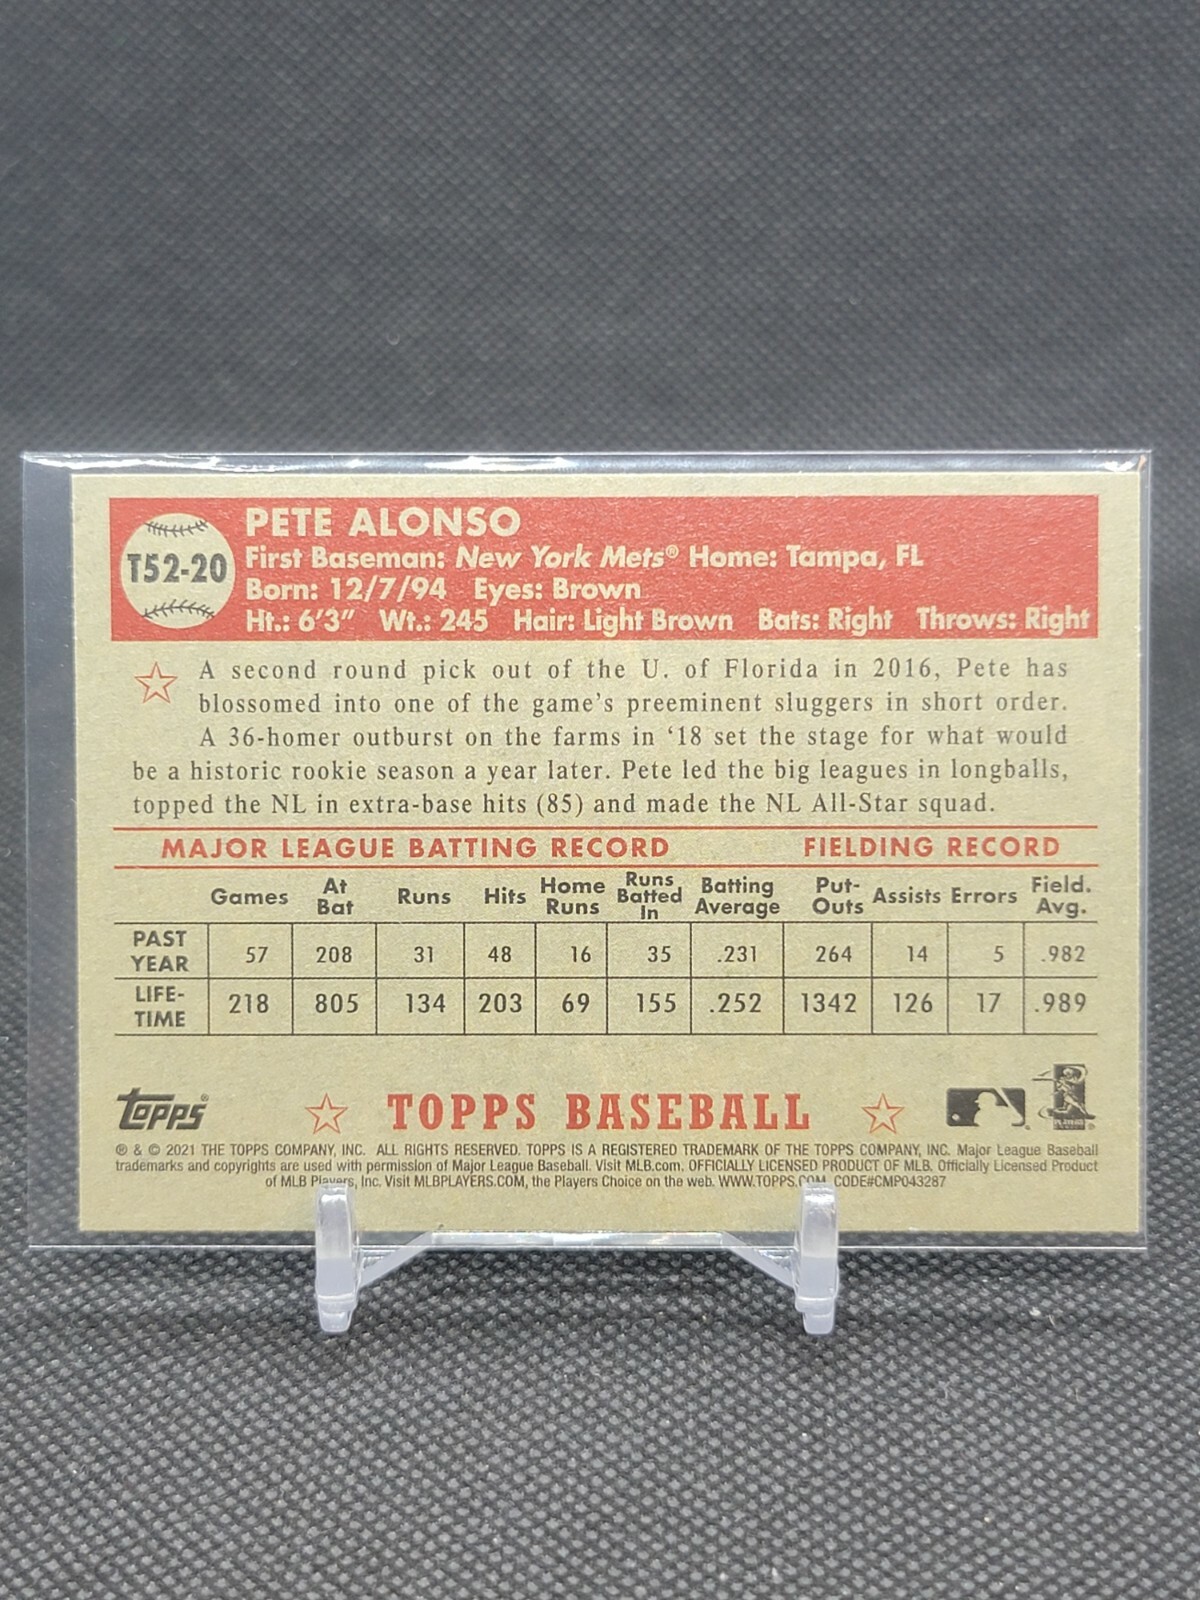 T52-20
PETE ALONSO
First Baseman: New York Mets® Home: Tampa, FL
Born: 12/7/94 Eyes: Brown
Ht.: 6'3" Wt.: 245 Hair: Light Brown Bats: Right Throws: Right
A second round pick out of the U. of Florida in 2016, Pete has
blossomed into one of the game's preeminent sluggers in short order.
A 36-homer outburst on the farms in '18 set the stage for what would
be a historic rookie season a year later. Pete led the big leagues in longballs,
topped the NL in extra-base hits (85) and made the NL All-Star squad.
MAJOR LEAGUE BATTING RECORD FIELDING RECORD
Games At Bat Runs Hits Home Runs Runs Batted In Batting Average Put-Outs Assists Errors Field. Avg.
PAST YEAR 57 208 31 48 16 35 .231 264 14 5 .982
LIFE-TIME 218 805 134 203 69 155 .252 1342 126 17 .989
Topps® TOPPS BASEBALL
® & © 2021 THE TOPPS COMPANY, INC. ALL RIGHTS RESERVED. TOPPS IS A REGISTERED TRADEMARK OF THE TOPPS COMPANY, INC. Major League Baseball
trademarks and copyrights are used with permission of Major League Baseball. Visit MLB.com. OFFICIALLY LICENSED PRODUCT OF MLB. Officially Licensed Product
of MLB Players, Inc. Visit MLBPLAYERS.COM, the Players Choice on the web. WWW.TOPPS.COM CODE#CMP043287